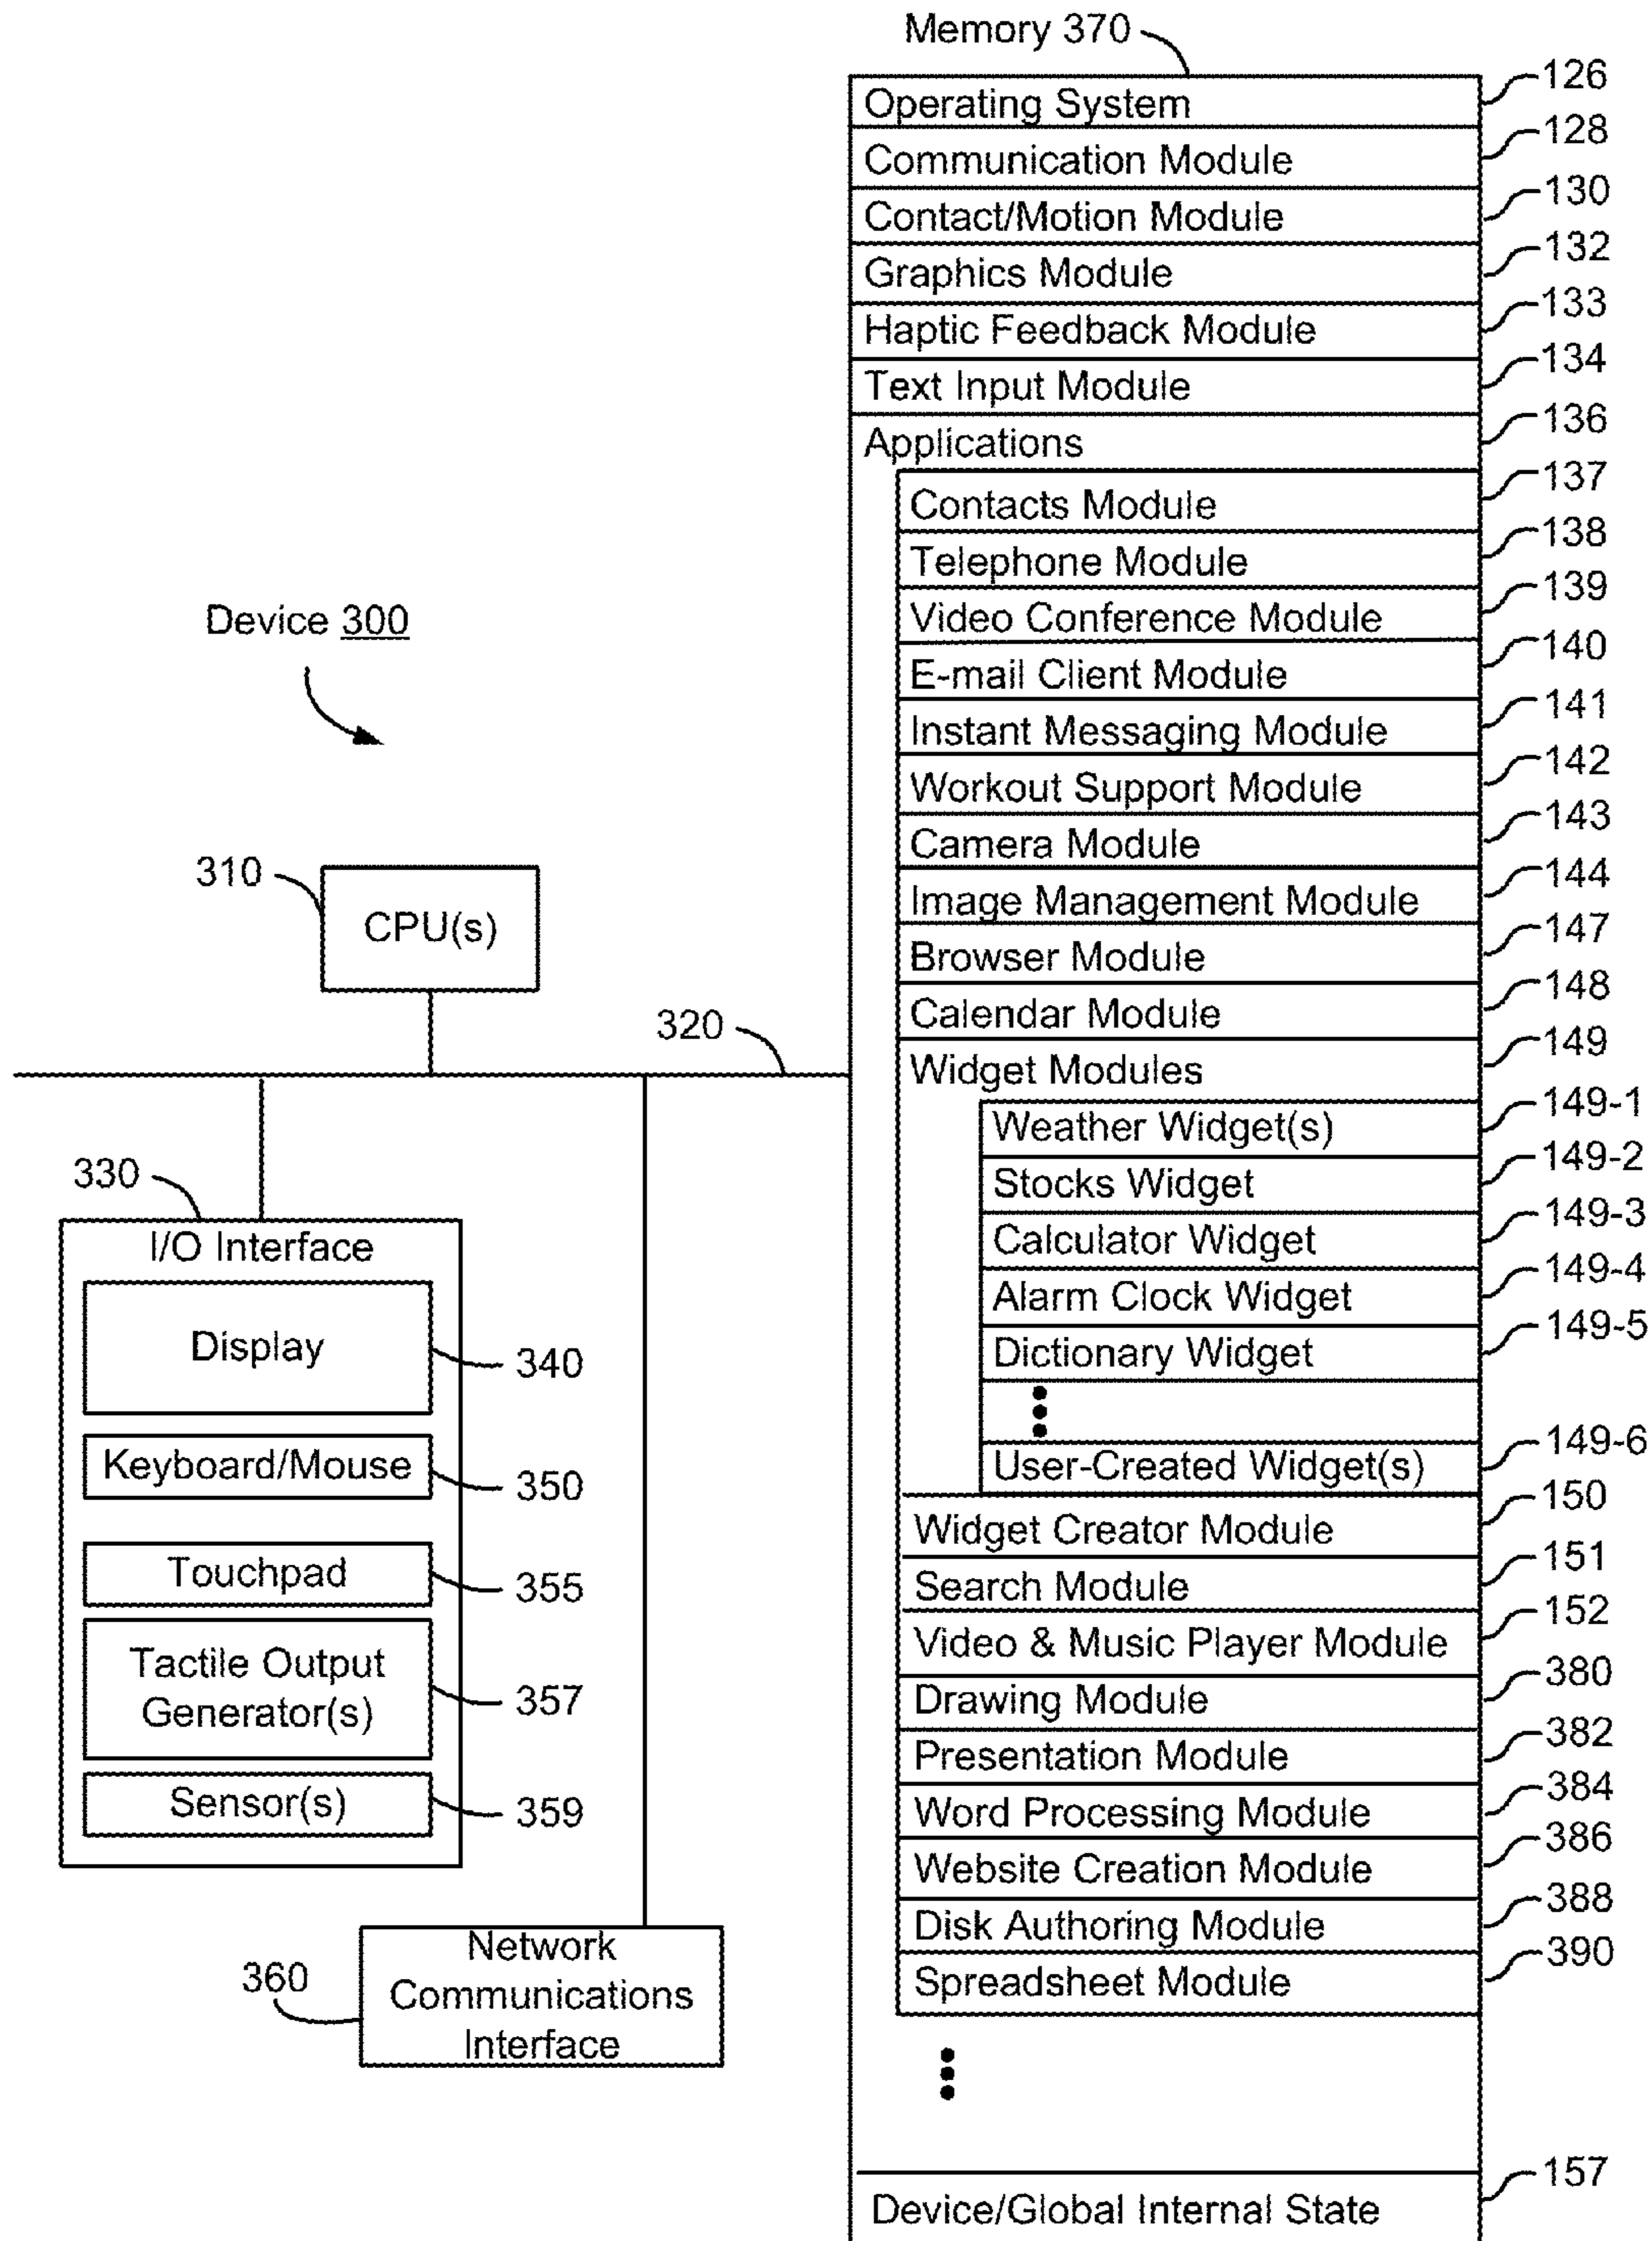 Memory 370
Operating System 126
Communication Module 128
Contact/Motion Module 130
Graphics Module 132
Haptic Feedback Module 133
Text Input Module 134
Applications 136
Contacts Module 137
Telephone Module 138
Video Conference Module 139
E-mail Client Module 140
Instant Messaging Module 141
Workout Support Module 142
Camera Module 143
Image Management Module 144
Browser Module 147
Calendar Module 148
Widget Modules 149
Weather Widget(s) 149-1
Stocks Widget 149-2
Calculator Widget 149-3
Alarm Clock Widget 149-4
Dictionary Widget 149-5
User-Created Widget(s) 149-6
Widget Creator Module 150
Search Module 151
Video & Music Player Module 152
Drawing Module 380
Presentation Module 382
Word Processing Module 384
Website Creation Module 386
Disk Authoring Module 388
Spreadsheet Module 390
Device/Global Internal State 157
Device 300
310
CPU(s)
320
330
I/O Interface
Display 340
Keyboard/Mouse 350
Touchpad 355
Tactile Output
Generator(s) 357
Sensor(s) 359
360
Network
Communications
Interface